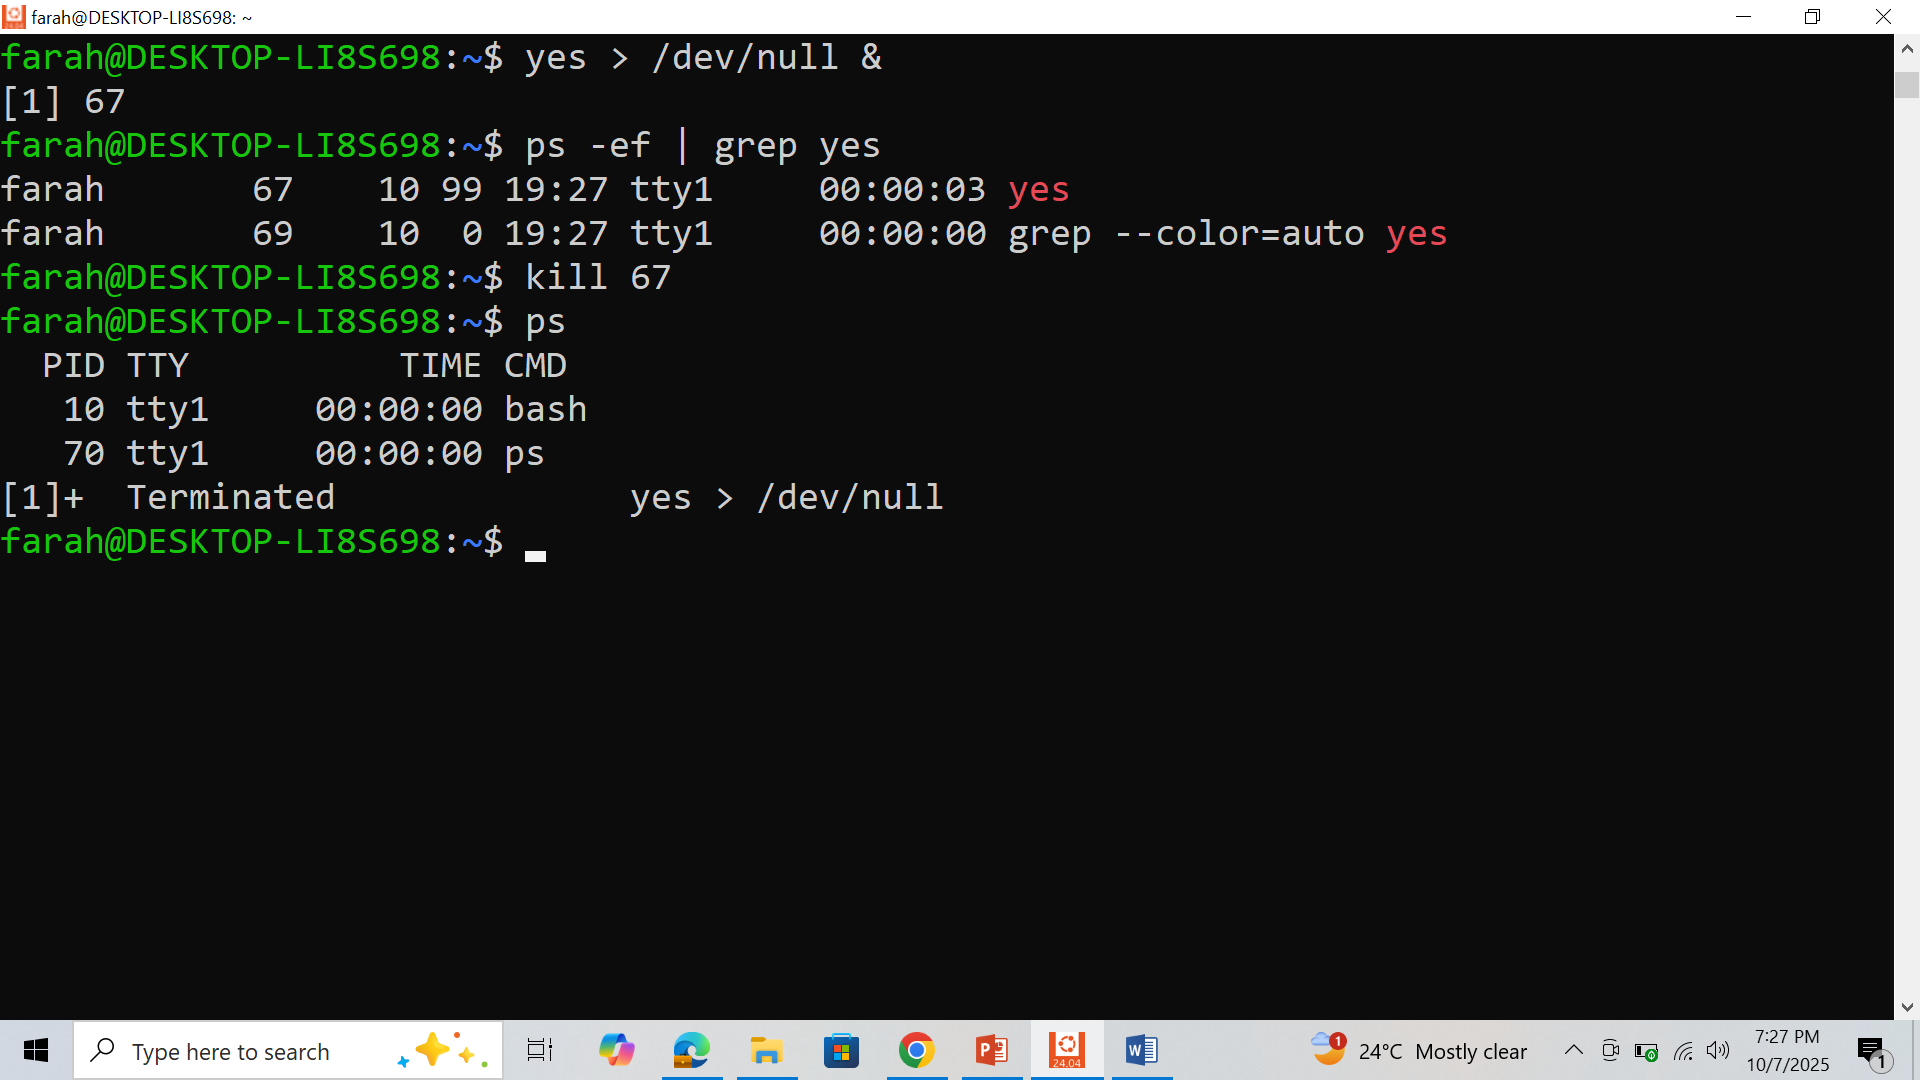 farah@DESKTOP-LI8S698: ~
farah@DESKTOP-LI8S698:~$ yes > /dev/null &
[1] 67
farah@DESKTOP-LI8S698:~$ ps -ef | grep yes
farah       67    10 99 19:27 tty1     00:00:03 yes
farah       69    10  0 19:27 tty1     00:00:00 grep --color=auto yes
farah@DESKTOP-LI8S698:~$ kill 67
farah@DESKTOP-LI8S698:~$ ps
  PID TTY          TIME CMD
   10 tty1     00:00:00 bash
   70 tty1     00:00:00 ps
[1]+  Terminated              yes > /dev/null
farah@DESKTOP-LI8S698:~$
Type here to search
P
24.04
W
1
24°C Mostly clear
7:27 PM
10/7/2025
1